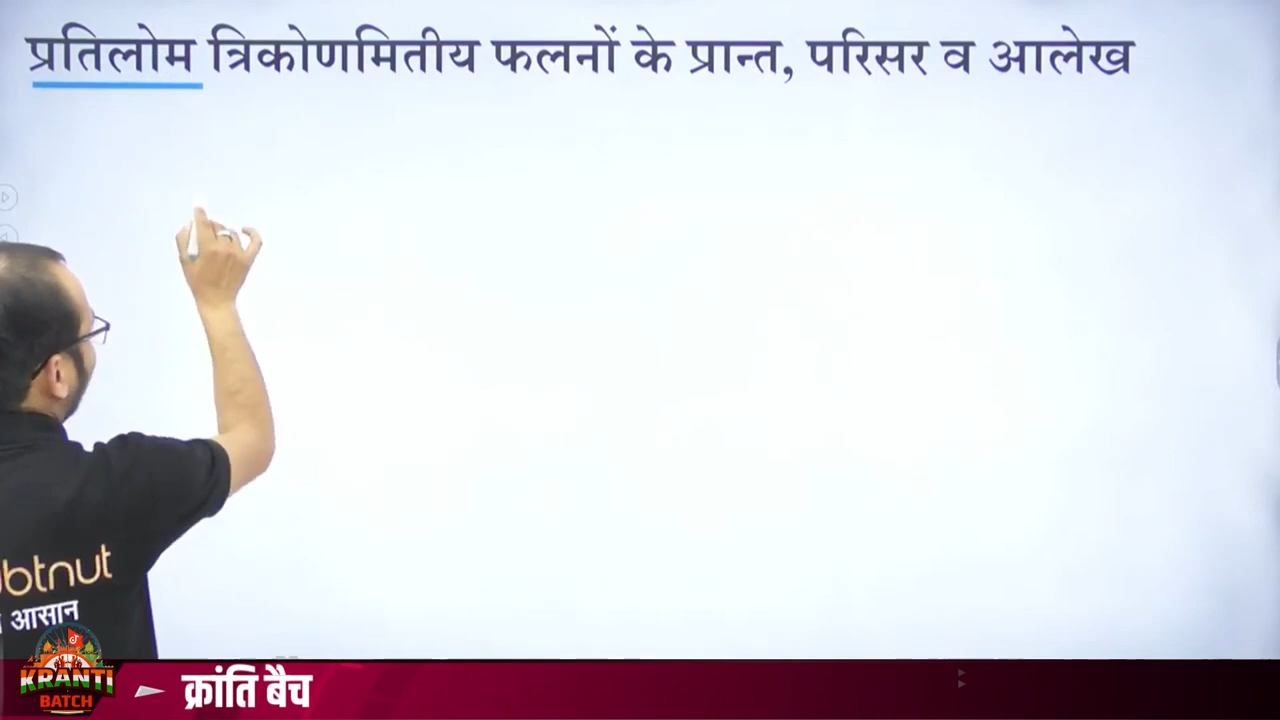 प्रतिलोम त्रिकोणमितीय फलनों के प्रान्त, परिसर व आलेख
btnut
आसान
KRANTI
BATCH
क्रांति बैच